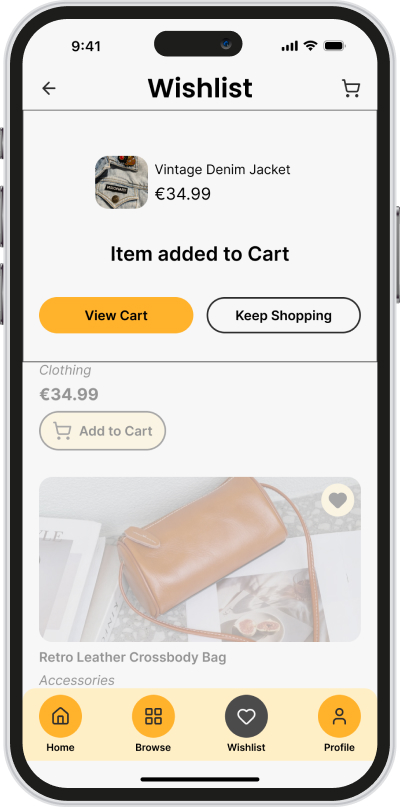 9:41
Wishlist
Vintage Denim Jacket
€34.99
Item added to Cart
View Cart
Keep Shopping
Clothing
€34.99
Add to Cart
Retro Leather Crossbody Bag
Accessories
Home
Browse
Wishlist
Profile